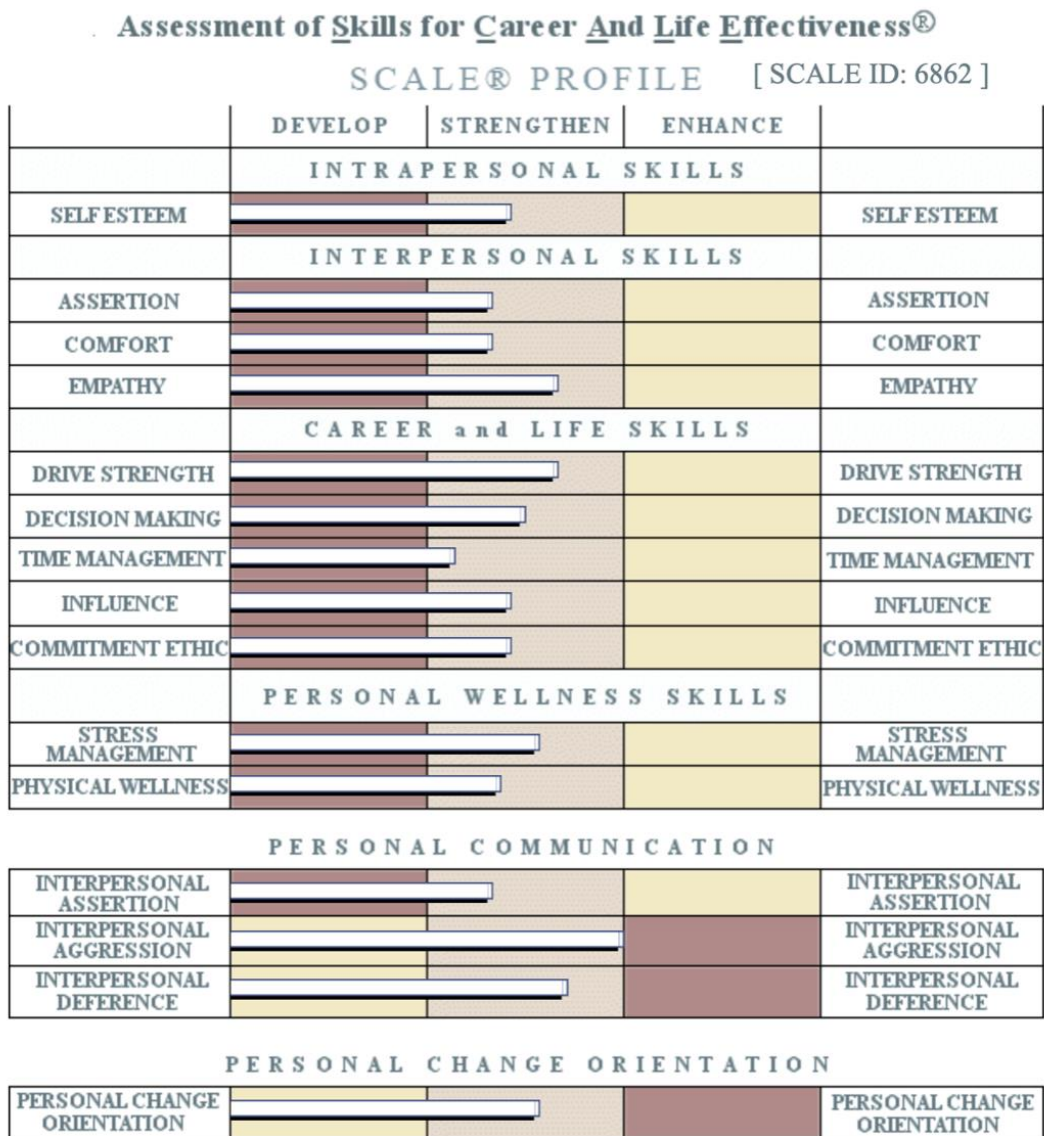 Assessment of Skills for Career And Life Effectiveness®
SCALE® PROFILE [ SCALE ID: 6862 ]
DEVELOP STRENGTHEN ENHANCE
INTRAPERSONAL SKILLS
SELF ESTEEM SELF ESTEEM
INTERPERSONAL SKILLS
ASSERTION ASSERTION
COMFORT COMFORT
EMPATHY EMPATHY
CAREER and LIFE SKILLS
DRIVE STRENGTH DRIVE STRENGTH
DECISION MAKING DECISION MAKING
TIME MANAGEMENT TIME MANAGEMENT
INFLUENCE INFLUENCE
COMMITMENT ETHIC COMMITMENT ETHIC
PERSONAL WELLNESS SKILLS
STRESS STRESS
MANAGEMENT MANAGEMENT
PHYSICAL WELLNESS PHYSICAL WELLNESS
PERSONAL COMMUNICATION
INTERPERSONAL INTERPERSONAL
ASSERTION ASSERTION
INTERPERSONAL INTERPERSONAL
AGGRESSION AGGRESSION
INTERPERSONAL INTERPERSONAL
DEFERENCE DEFERENCE
PERSONAL CHANGE ORIENTATION
PERSONAL CHANGE PERSONAL CHANGE
ORIENTATION ORIENTATION